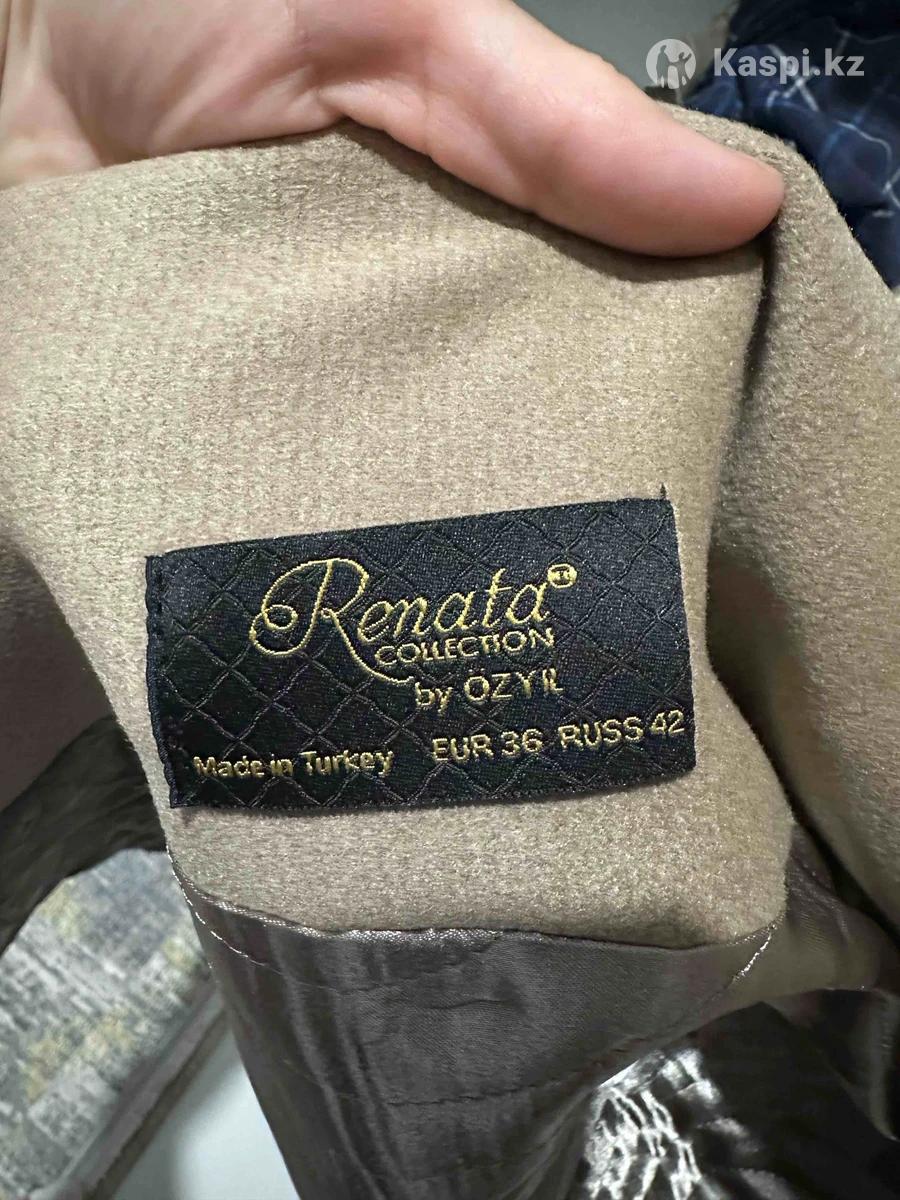 Kaspi.kz
Renata
COLLECTION
by ÖZYIL
Made in Turkey EUR 36 RUSS 42